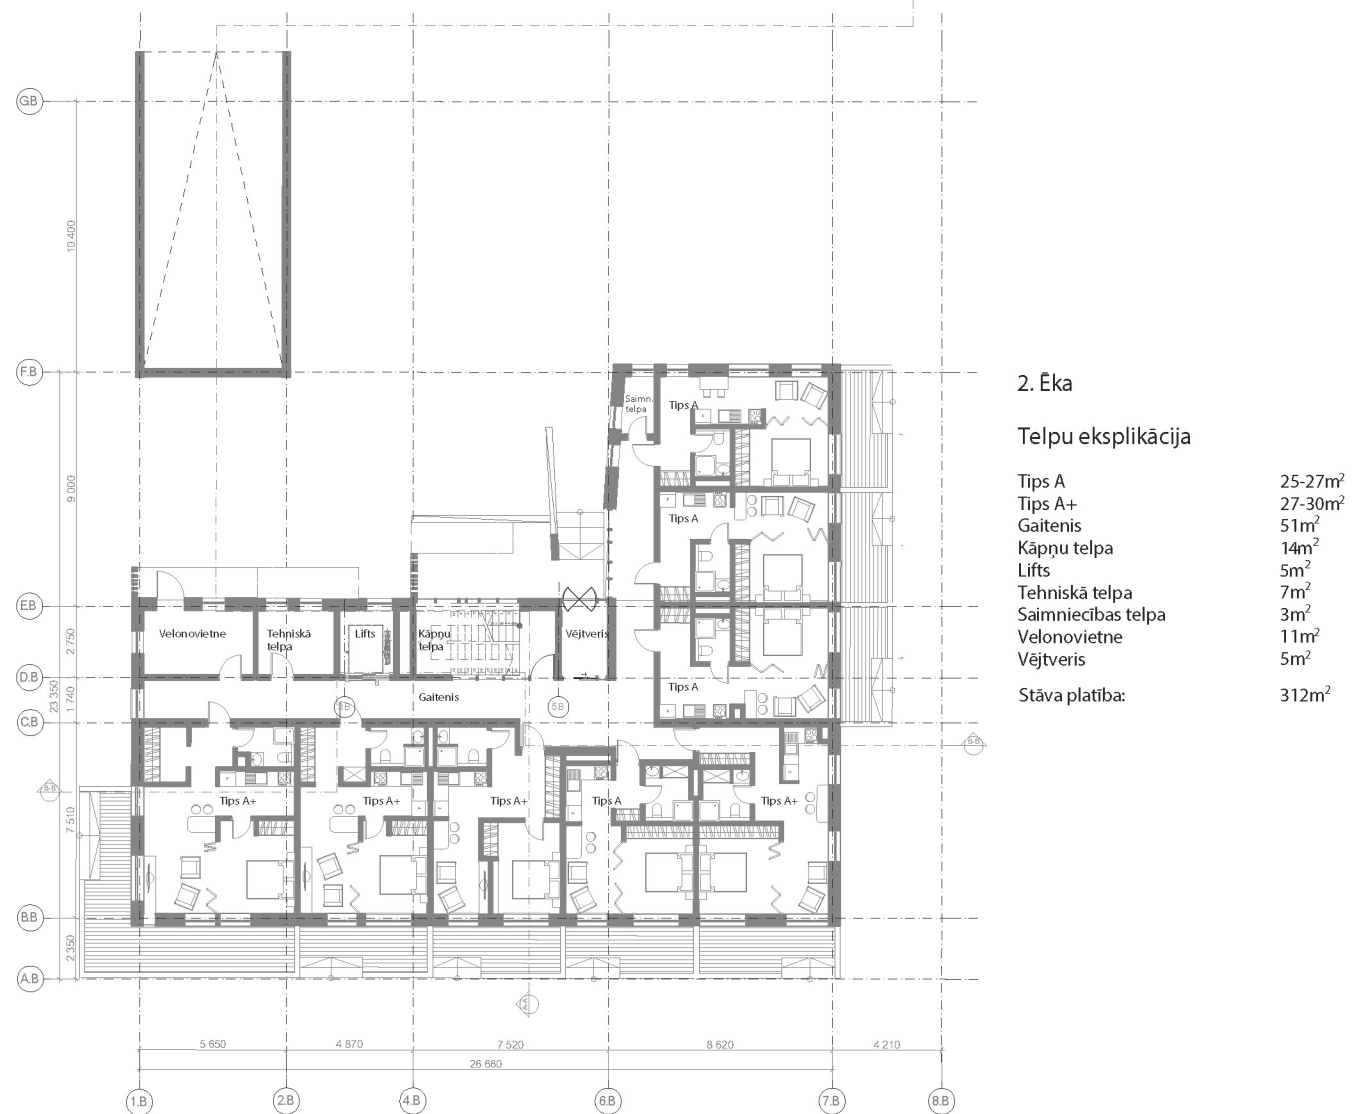 G.B
10 400
F.B
2. Ēka
Saimn.
telpa
Tips A
Telpu eksplikācija
Tips A 25-27m²
Tips A+ 27-30m²
Gaitenis 51m²
Kāpņu telpa 14m²
Lifts 5m²
Tehniskā telpa 7m²
Saimniecības telpa 3m²
Velonovietne 11m²
Vējtveris 5m²
Stāva platība: 312m²
9 000
Tips A
E.B
2 750
Velonovietne
Tehniskā
telpa
Lifts
Kāpņu
telpa
Vējtveris
D.B
23 350
1 740
Gaitenis
Tips A
3.B
5.B
C.B
B-B
B-B
7 510
Tips A+
Tips A+
Tips A+
Tips A
Tips A+
B.B
2 350
A.B
A-A
5 650
4 870
7 520
8 620
4 210
26 660
1.B
2.B
4.B
6.B
7.B
8.B